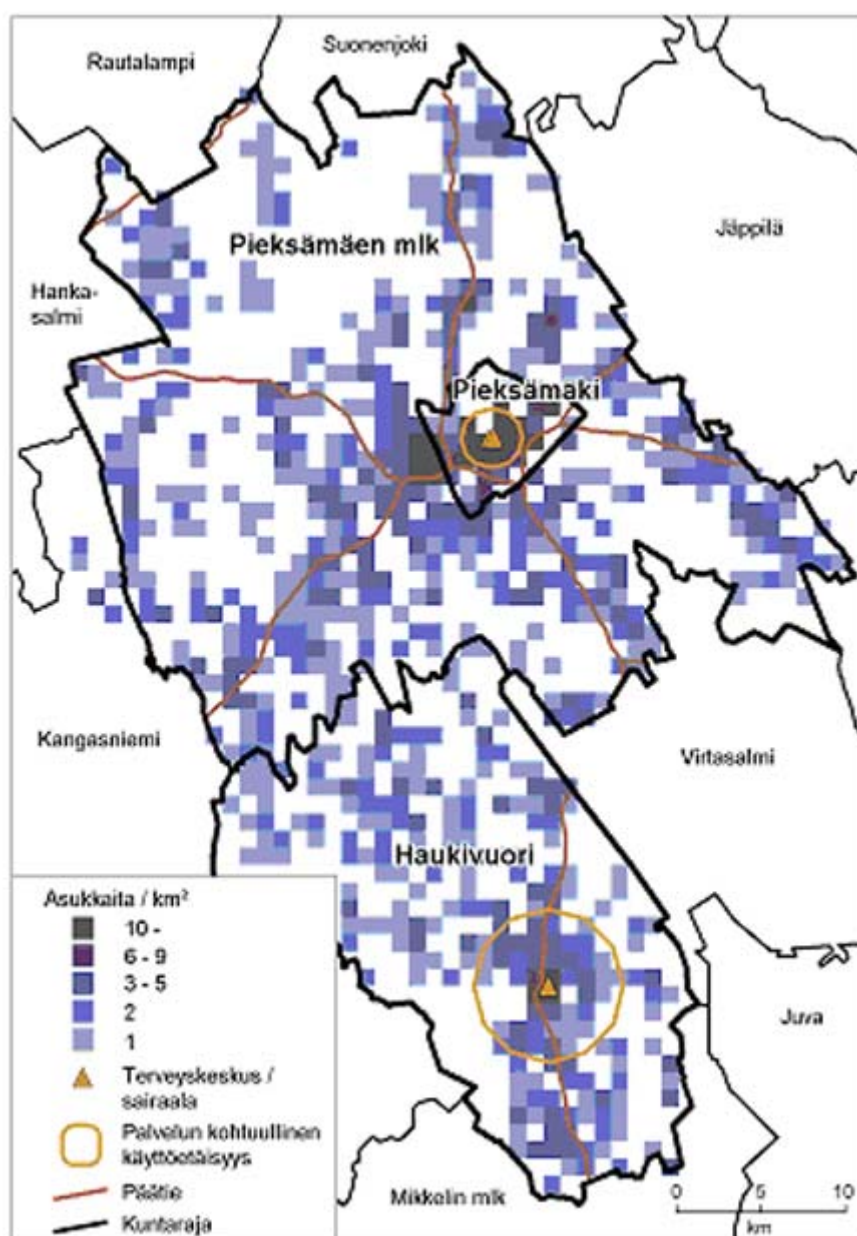 Suonenjoki
Rautalampi
Jäppilä
Pieksämäen mlk
Hanka-
salmi
Pieksämäki
Kangasniemi
Virtasalmi
Haukivuori
Asukkaita / km²
10 -
6 - 9
3 - 5
2
1
Terveyskeskus /
sairaala
Palvelun kohtuullinen
käyttöetäisyys
Päätie
Kuntaraja
Juva
Mikkelin mlk
0 5 10
km